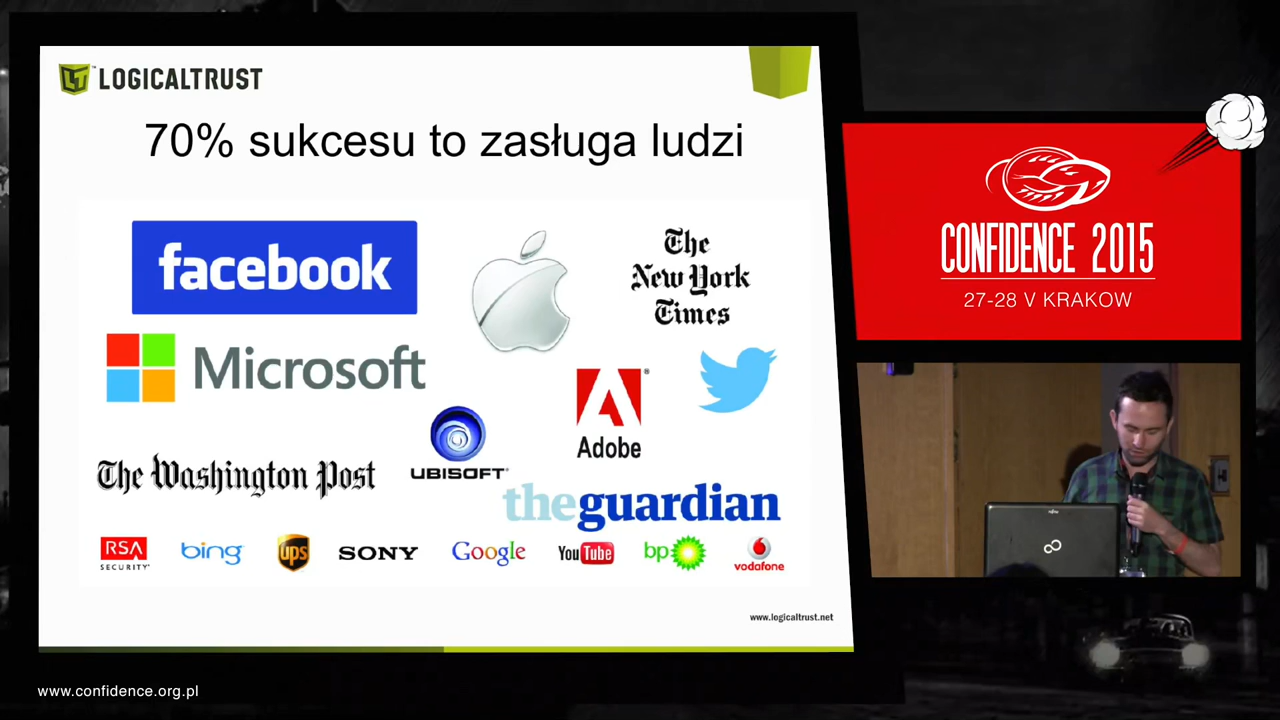 LOGICALTRUST
70% sukcesu to zasługa ludzi
facebook
The
New York
Times
Microsoft
Adobe
UBISOFT
The Washington Post
theguardian
RSA
SECURITY
bing
ups
SONY
Google
YouTube
bp
vodafone
www.logicaltrust.net
CONFIDENCE 2015
27-28 V KRAKOW
www.confidence.org.pl